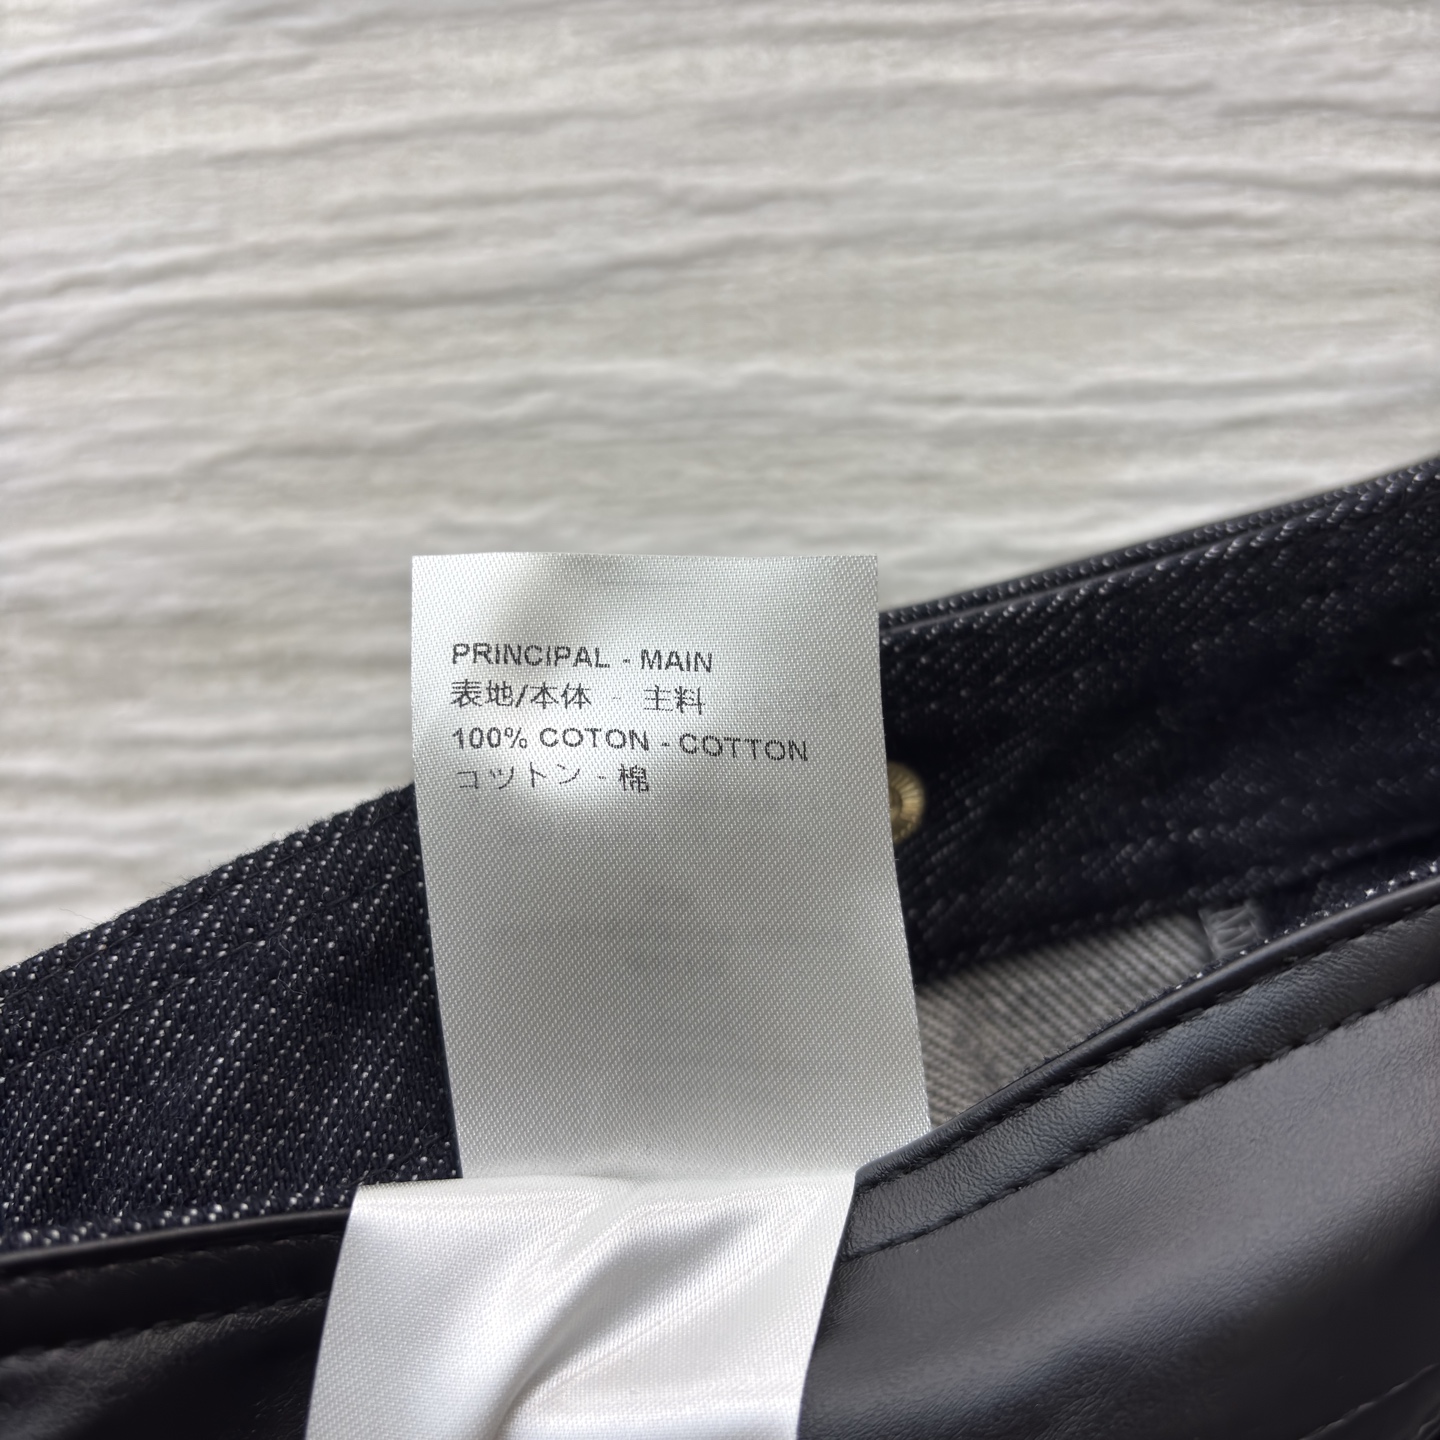 PRINCIPAL - MAIN
表地/本体 - 主料
100% COTON - COTTON
コットン - 棉